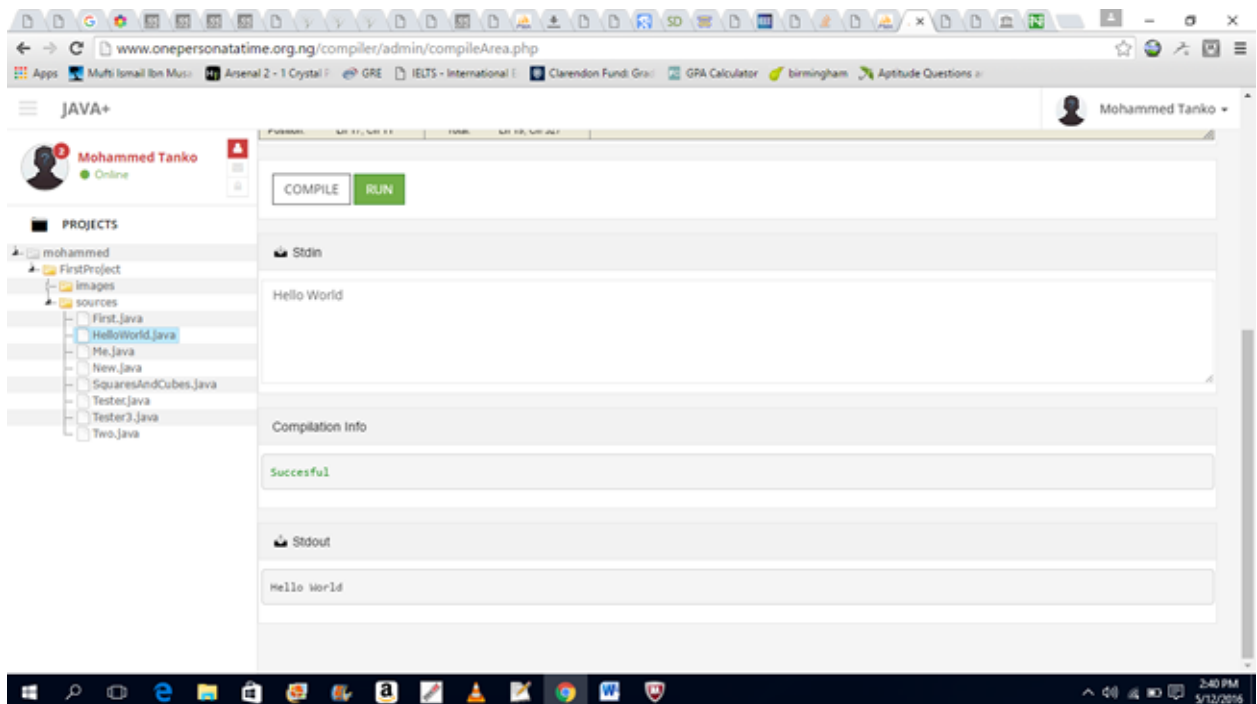 www.onepersonatatime.org.ng/compiler/admin/compileArea.php
Apps
Mufti Ismail Ibn Musa
Arsenal 2 - 1 Crystal
GRE
IELTS - International
Clarendon Fund: Grad
GPA Calculator
birmingham
Aptitude Questions
JAVA+
Mohammed Tanko
2
Mohammed Tanko
Online
PROJECTS
mohammed
FirstProject
images
sources
First.java
HelloWorld.java
Me.java
New.java
SquaresAndCubes.java
Tester.java
Tester3.java
Two.java
COMPILE
RUN
Stdin
Hello World
Compilation Info
Succesful
Stdout
Hello World
2:40 PM
5/12/2016